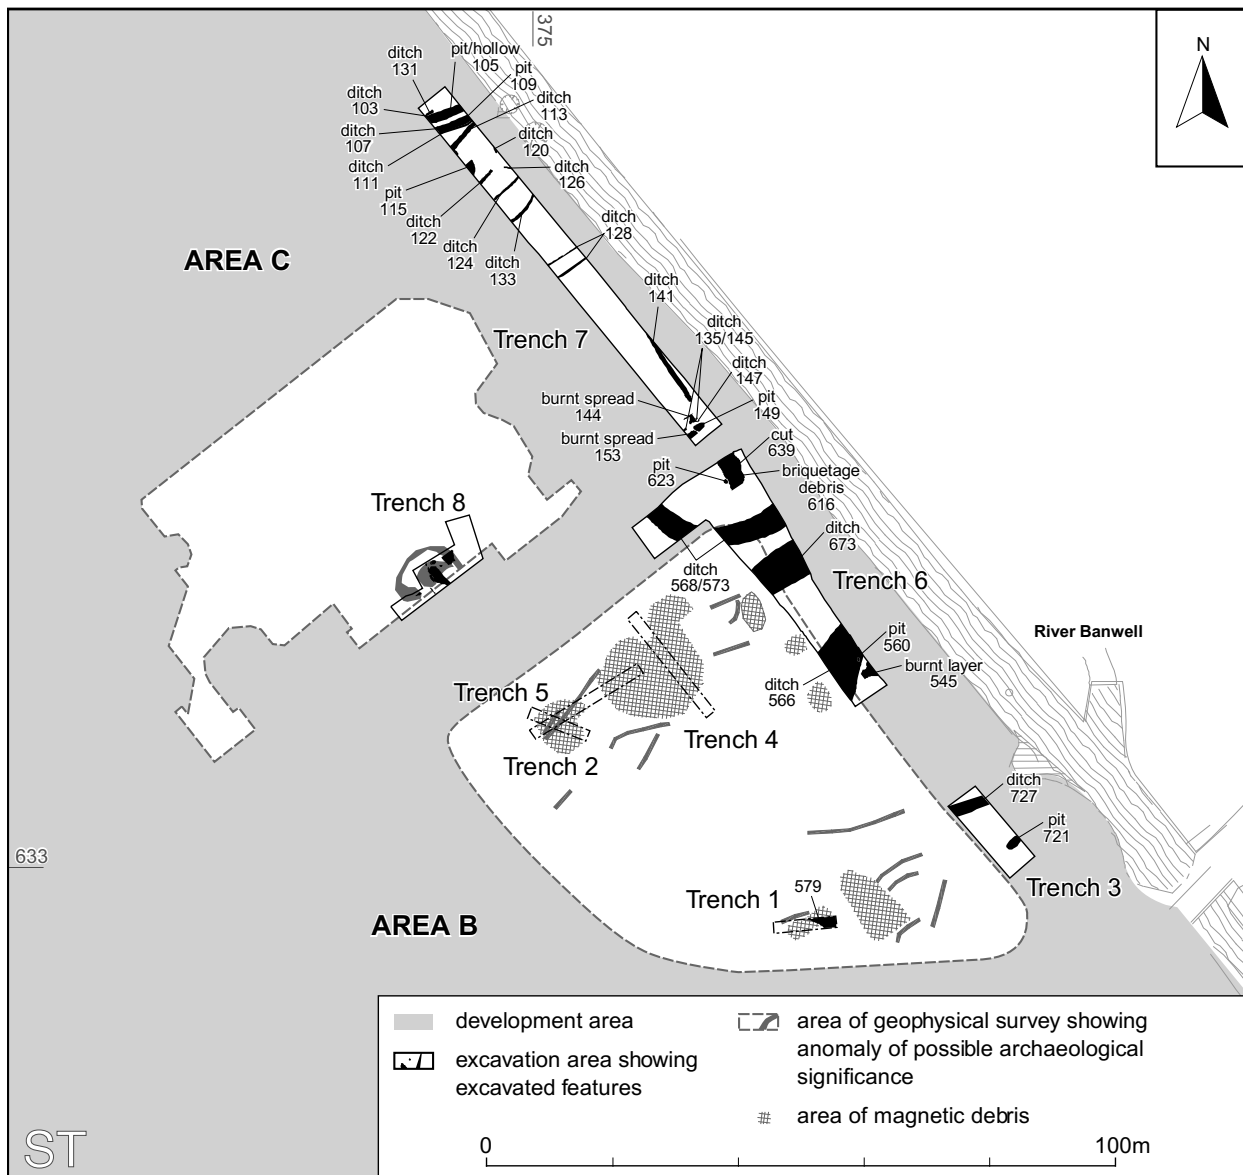 375
N
ditch
131
pit/hollow
105
pit
109
ditch
103
ditch
113
ditch
107
ditch
120
ditch
111
ditch
126
pit
115
ditch
122
ditch
124
ditch
133
ditch
128
AREA C
ditch
141
Trench 7
ditch
135/145
ditch
147
burnt spread
144
pit
149
burnt spread
153
cut
639
pit
623
briquetage
debris
616
Trench 8
ditch
673
ditch
568/573
Trench 6
River Banwell
pit
560
burnt layer
545
ditch
566
Trench 5
Trench 4
Trench 2
ditch
727
pit
721
633
Trench 3
579
Trench 1
AREA B
development area
excavation area showing
excavated features
area of geophysical survey showing
anomaly of possible archaeological
significance
area of magnetic debris
ST
0
100m